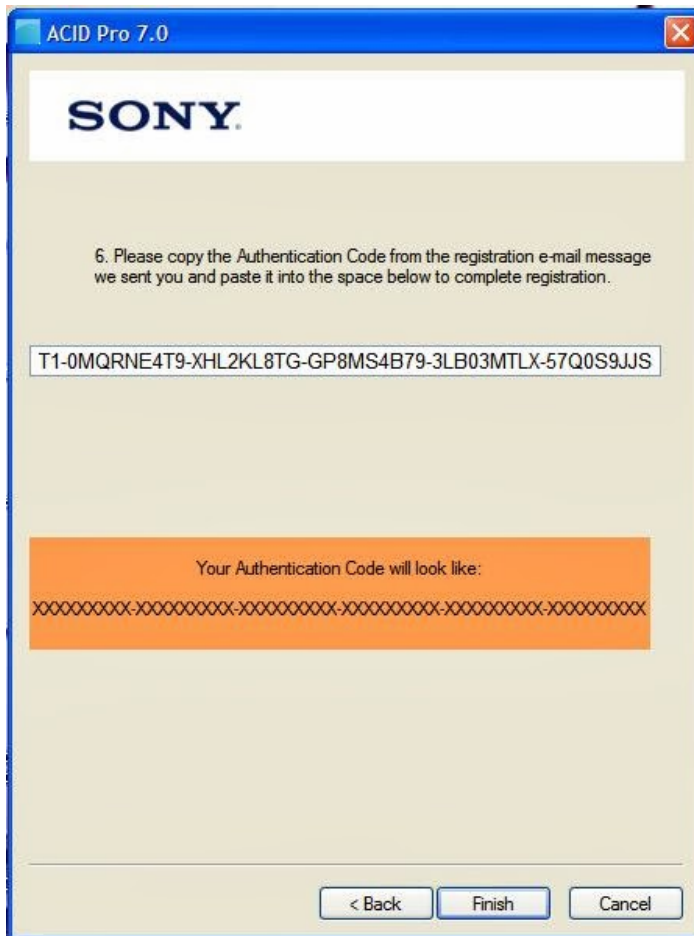 ACID Pro 7.0
SONY
6. Please copy the Authentication Code from the registration e-mail message
we sent you and paste it into the space below to complete registration.
T1-0MQRNE4T9-XHL2KL8TG-GP8MS4B79-3LB03MTLX-57Q0S9JJS
Your Authentication Code will look like:
XXXXXXXXX-XXXXXXXXX-XXXXXXXXX-XXXXXXXXX-XXXXXXXXX-XXXXXXXXX
< Back Finish Cancel